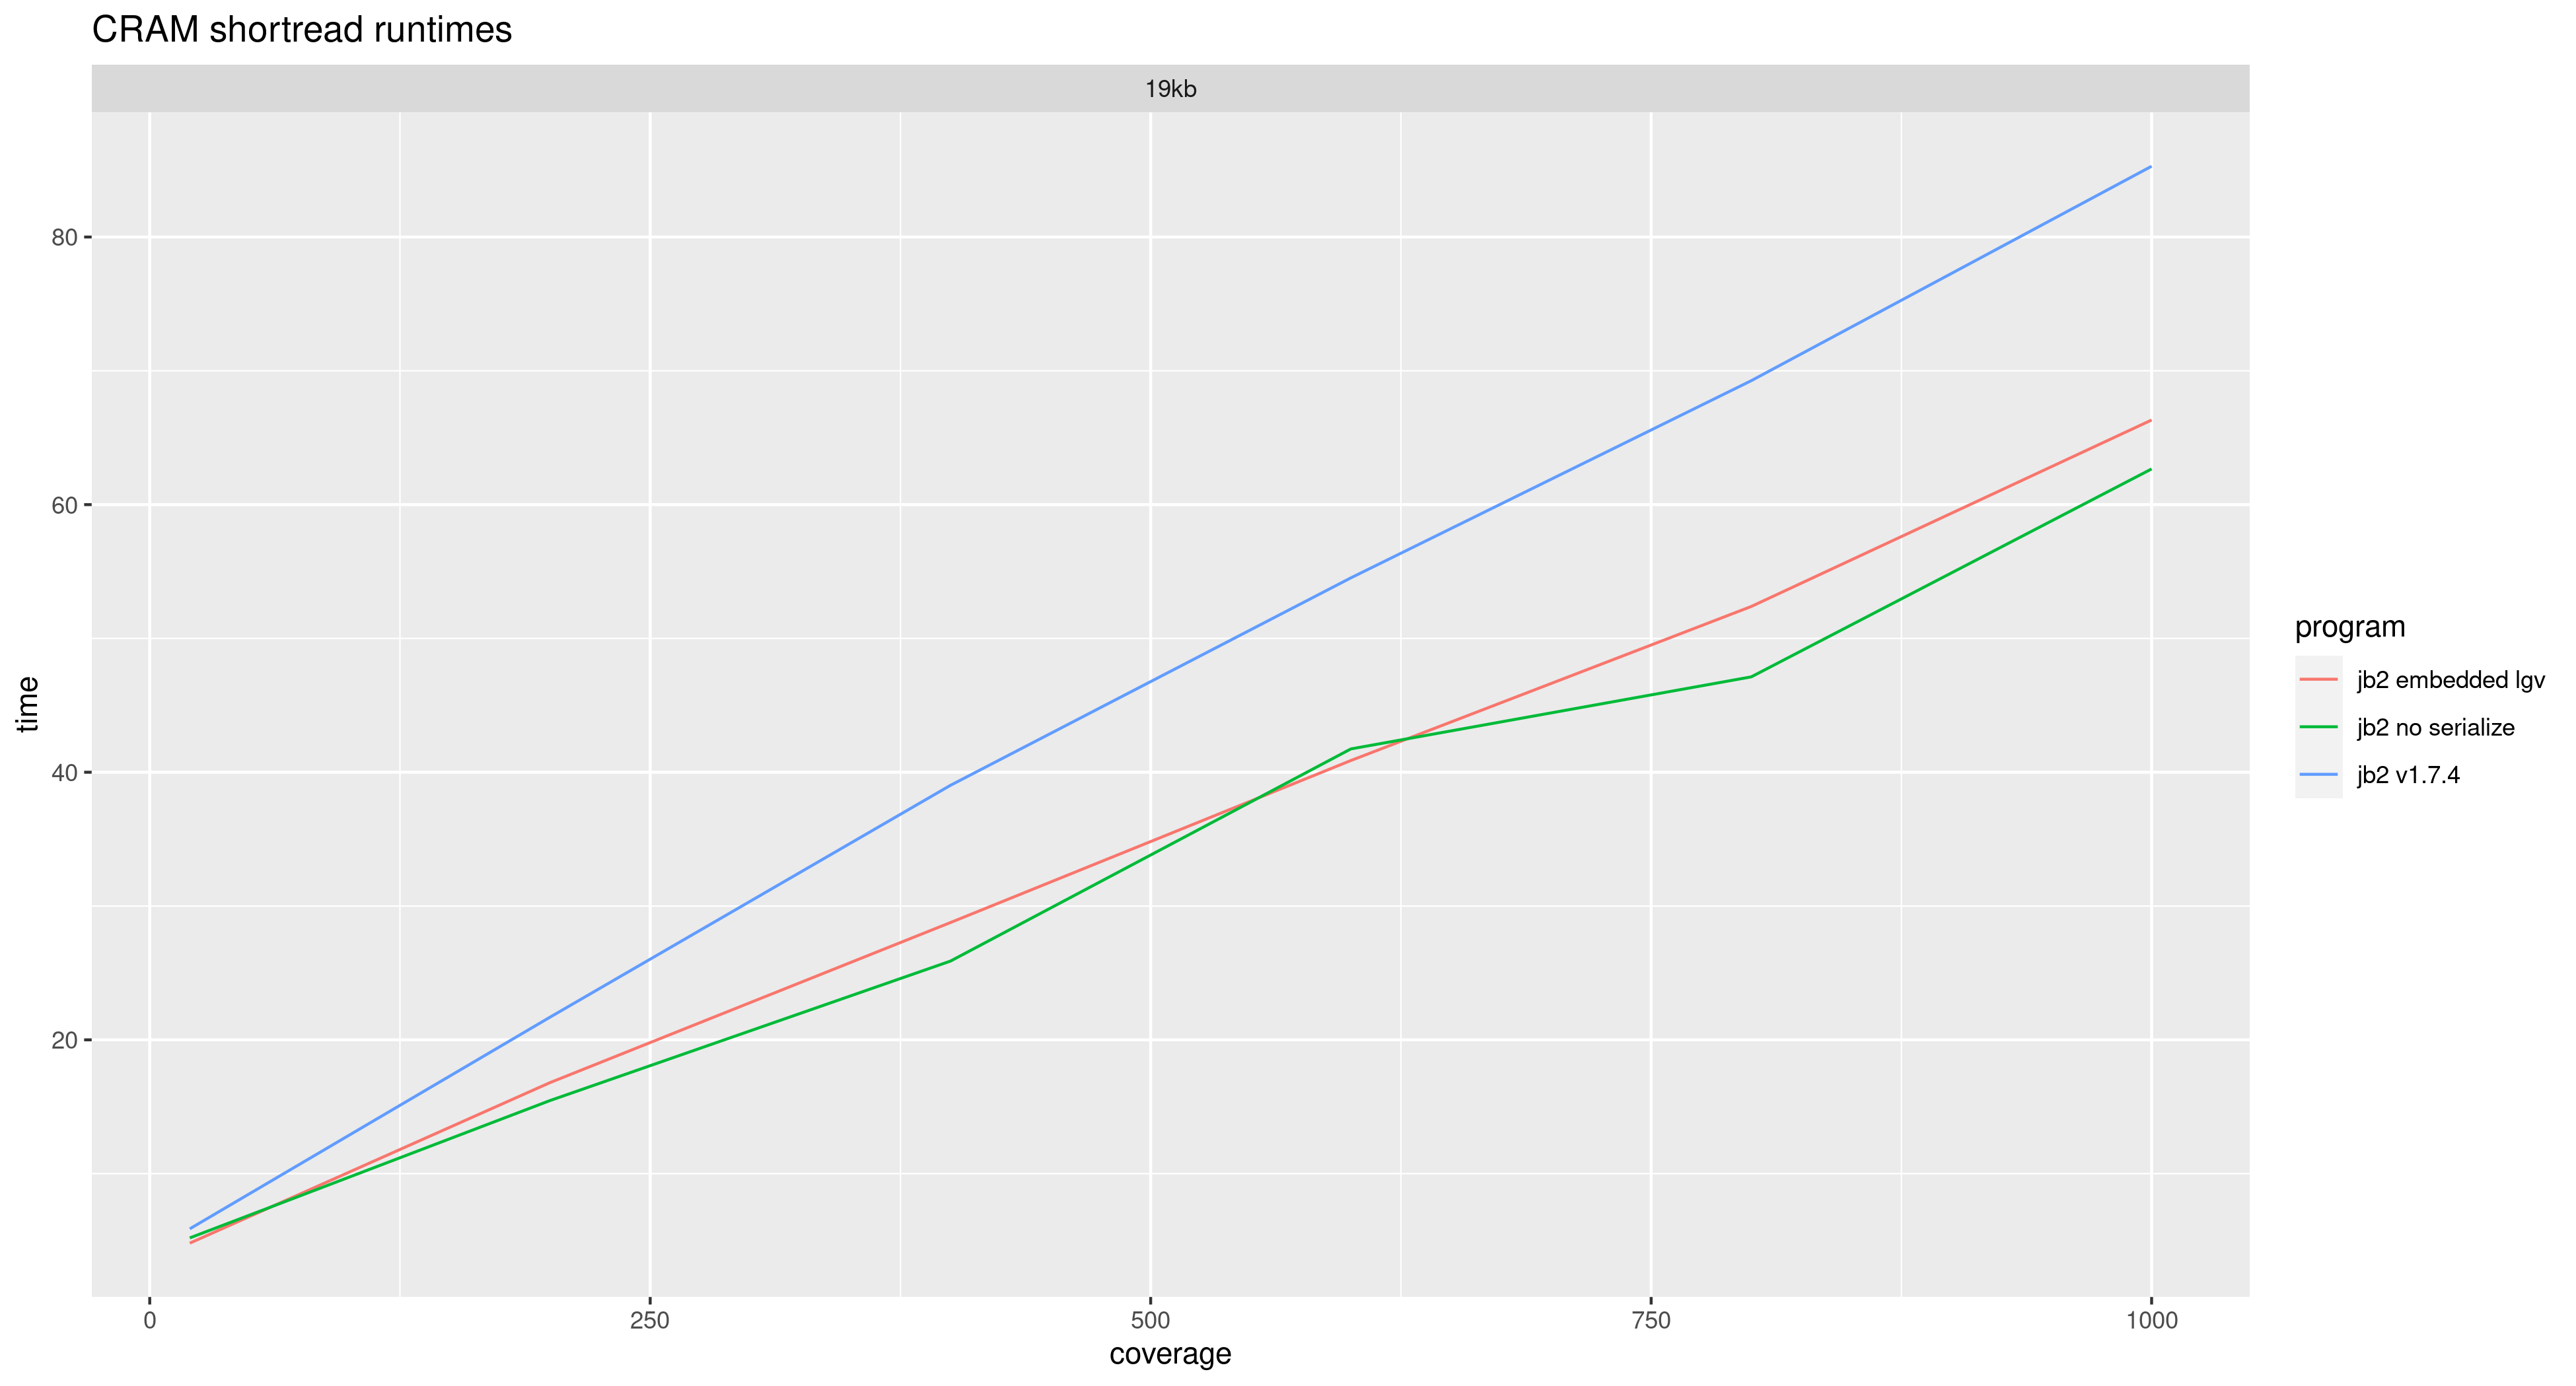 CRAM shortread runtimes
19kb
80
60
40
20
time
0 250 500 750 1000
coverage
program
jb2 embedded lgv
jb2 no serialize
jb2 v1.7.4